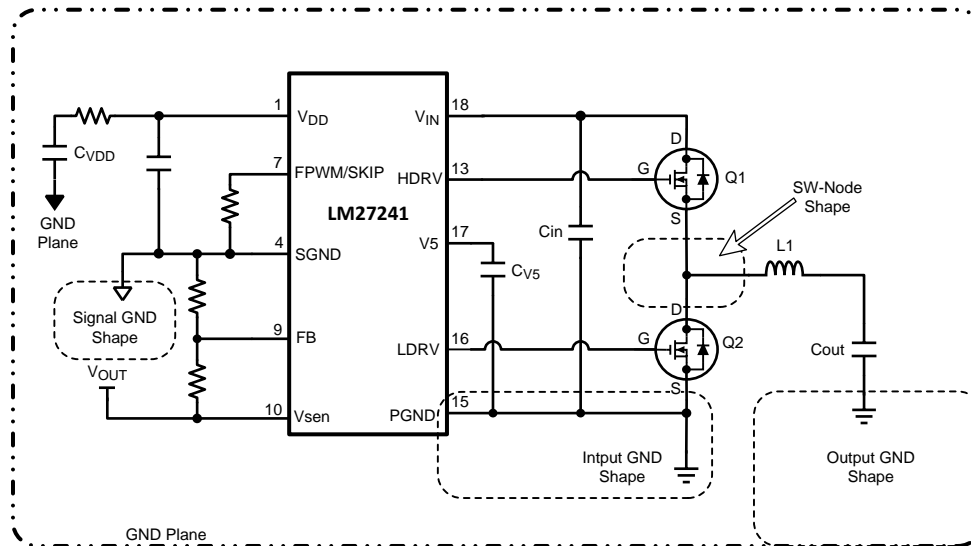 1
VDD
18
VIN
D
CVDD
7
FPWM/SKIP
13
HDRV
G
Q1
LM27241
S
SW-Node
Shape
GND
Plane
17
V5
Cin
L1
4
SGND
CV5
Signal GND
Shape
D
9
FB
16
LDRV
G
Q2
Cout
VOUT
S
10
Vsen
15
PGND
Intput GND
Shape
Output GND
Shape
GND Plane